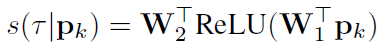 s(τ|p_k) = W_2^⊤ ReLU(W_1^⊤ p_k)